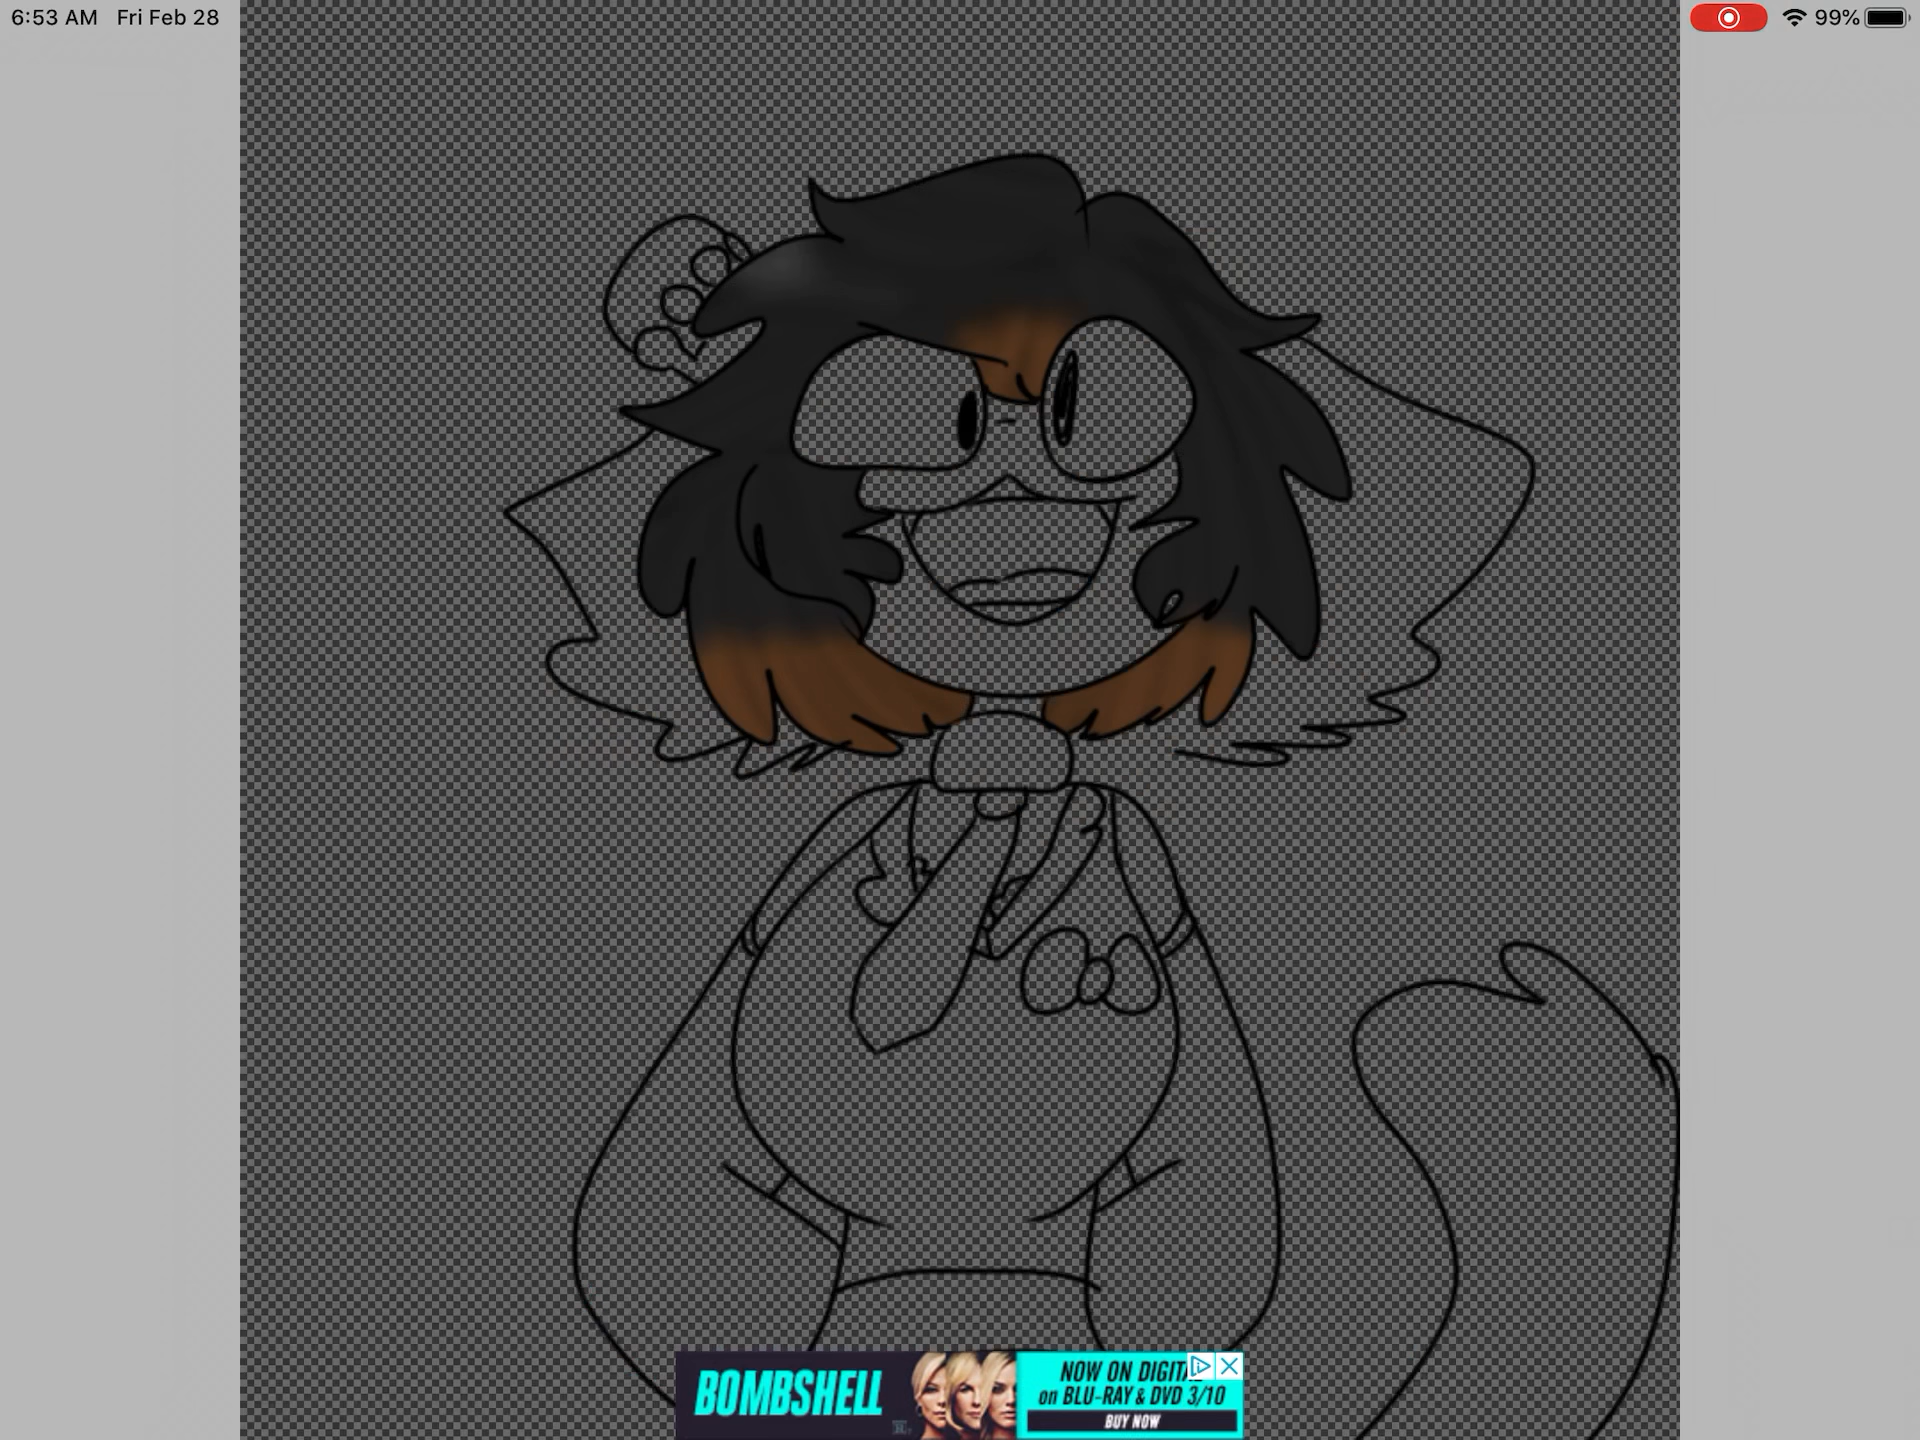 6:53 AM Fri Feb 28
99%
BOMBSHELL
NOW ON DIGITAL
on BLU-RAY & DVD 3/10
BUY NOW